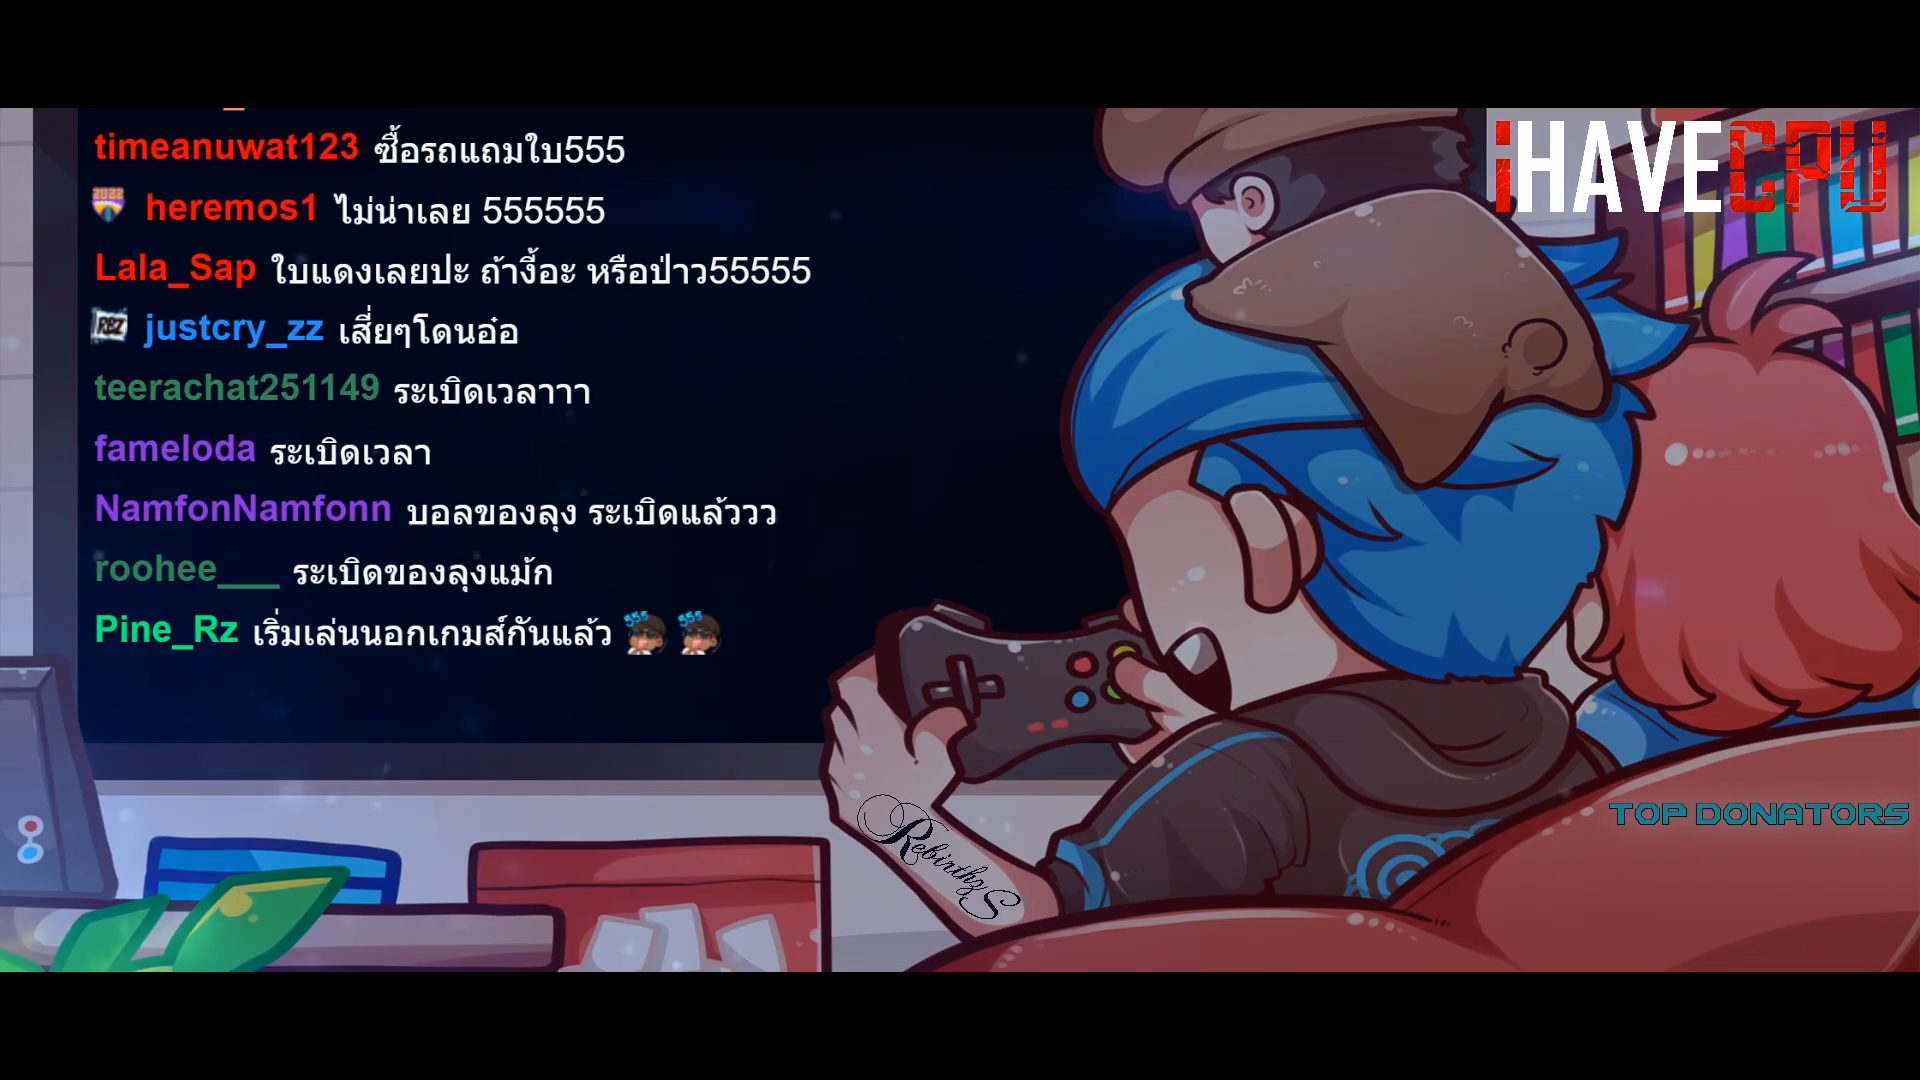 iHAVECPU
timeanuwat123 ซื้อรถแถมใบ555
heremos1 ไม่น่าเลย 555555
Lala_Sap ใบแดงเลยปะ ถ้างี้อะ หรือป่าว55555
RBZ justcry_zz เสี่ยๆโดนอ๋อ
teerachat251149 ระเบิดเวลาาา
fameloda ระเบิดเวลา
NamfonNamfonn บอลของลุง ระเบิดแล้ววว
roohee___ ระเบิดของลุงแม้ก
Pine_Rz เริ่มเล่นนอกเกมส์กันแล้ว 555 555
TOP DONATORS
RebirthzS